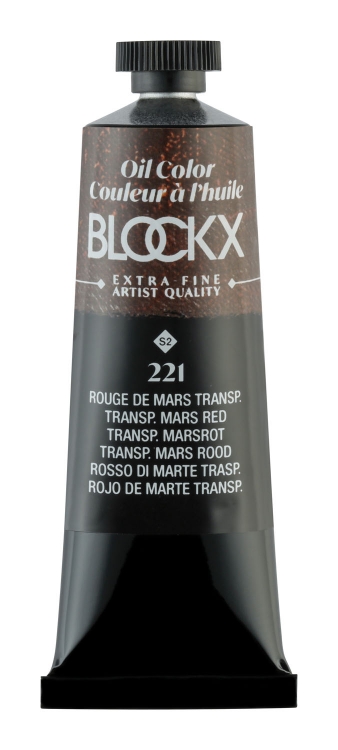 Oil Color
Couleur à l'huile
BLOCKX
EXTRA-FINE
ARTIST QUALITY
S2
221
ROUGE DE MARS TRANSP.
TRANSP. MARS RED
TRANSP. MARSROT
TRANSP. MARS ROOD
ROSSO DI MARTE TRASP.
ROJO DE MARTE TRANSP.